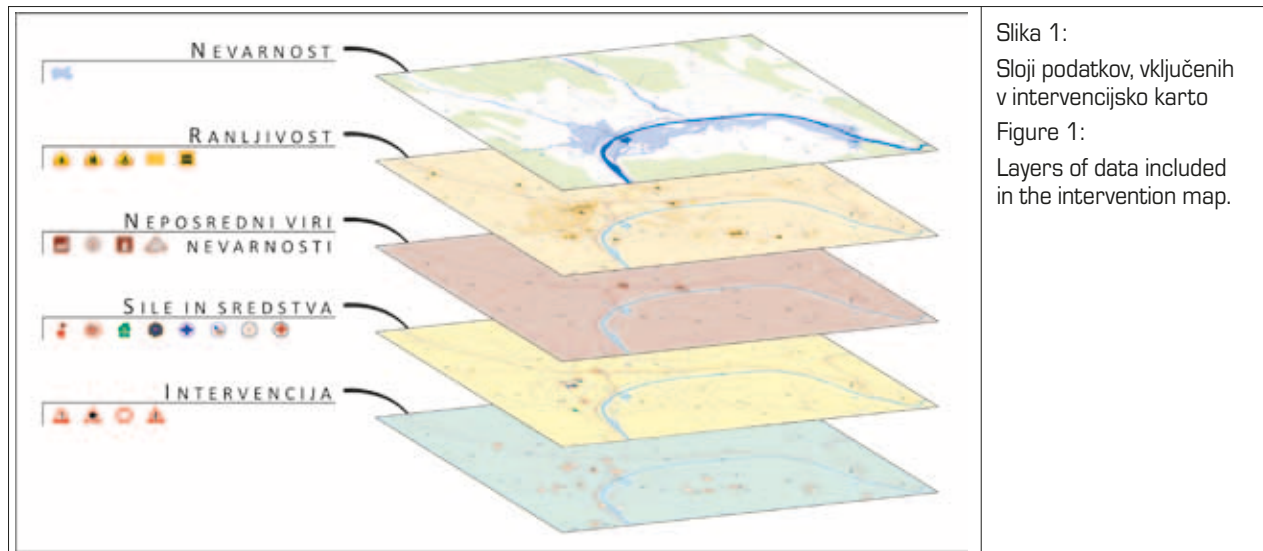 NEVARNOST
RANLJIVOST
NEPOSREDNI VIRI
NEVARNOSTI
SILE IN SREDSTVA
INTERVENCIJA
Slika 1:
Sloji podatkov, vključenih
v intervencijsko karto
Figure 1:
Layers of data included
in the intervention map.